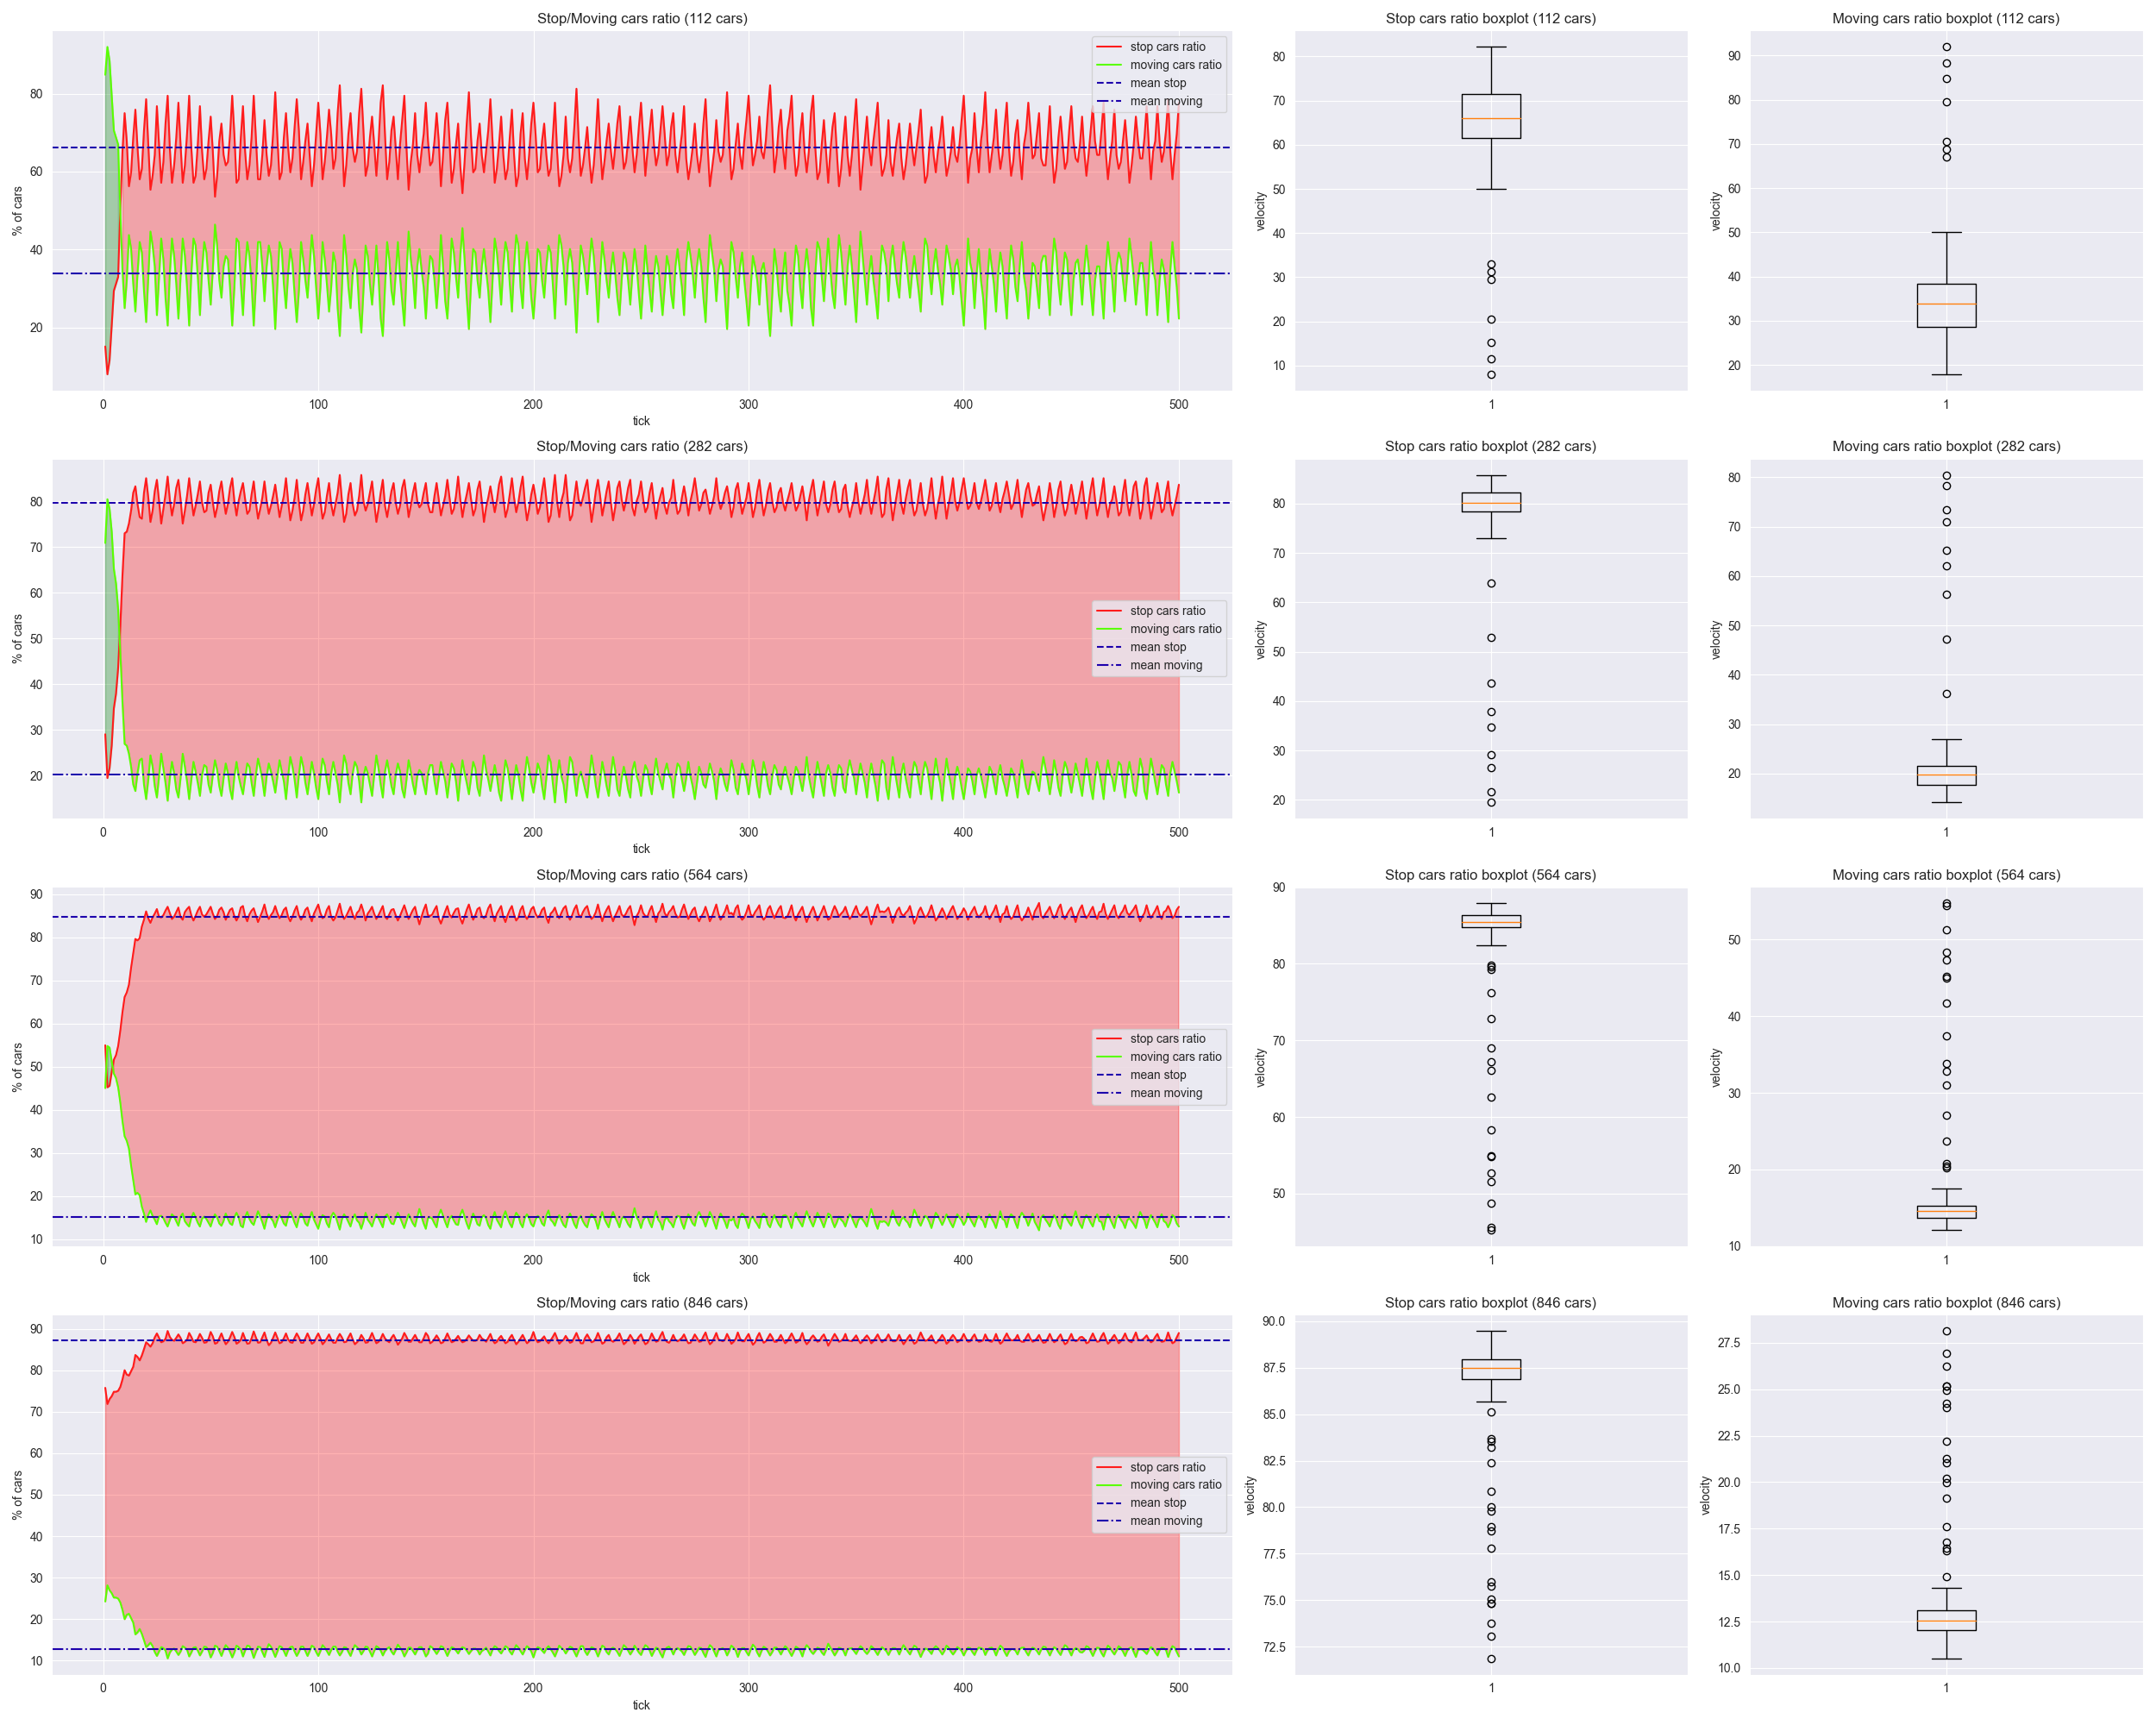 Stop/Moving cars ratio (112 cars)
% of cars
80
60
40
20
0 100 200 300 400 500
tick
stop cars ratio
moving cars ratio
mean stop
mean moving
Stop cars ratio boxplot (112 cars)
velocity
80
70
60
50
40
30
20
10
1
Moving cars ratio boxplot (112 cars)
velocity
90
80
70
60
50
40
30
20
1
Stop/Moving cars ratio (282 cars)
% of cars
80
70
60
50
40
30
20
0 100 200 300 400 500
tick
stop cars ratio
moving cars ratio
mean stop
mean moving
Stop cars ratio boxplot (282 cars)
velocity
80
70
60
50
40
30
20
1
Moving cars ratio boxplot (282 cars)
velocity
80
70
60
50
40
30
20
1
Stop/Moving cars ratio (564 cars)
% of cars
90
80
70
60
50
40
30
20
10
0 100 200 300 400 500
tick
stop cars ratio
moving cars ratio
mean stop
mean moving
Stop cars ratio boxplot (564 cars)
velocity
90
80
70
60
50
1
Moving cars ratio boxplot (564 cars)
velocity
50
40
30
20
10
1
Stop/Moving cars ratio (846 cars)
% of cars
90
80
70
60
50
40
30
20
10
0 100 200 300 400 500
tick
stop cars ratio
moving cars ratio
mean stop
mean moving
Stop cars ratio boxplot (846 cars)
velocity
90.0
87.5
85.0
82.5
80.0
77.5
75.0
72.5
1
Moving cars ratio boxplot (846 cars)
velocity
27.5
25.0
22.5
20.0
17.5
15.0
12.5
10.0
1